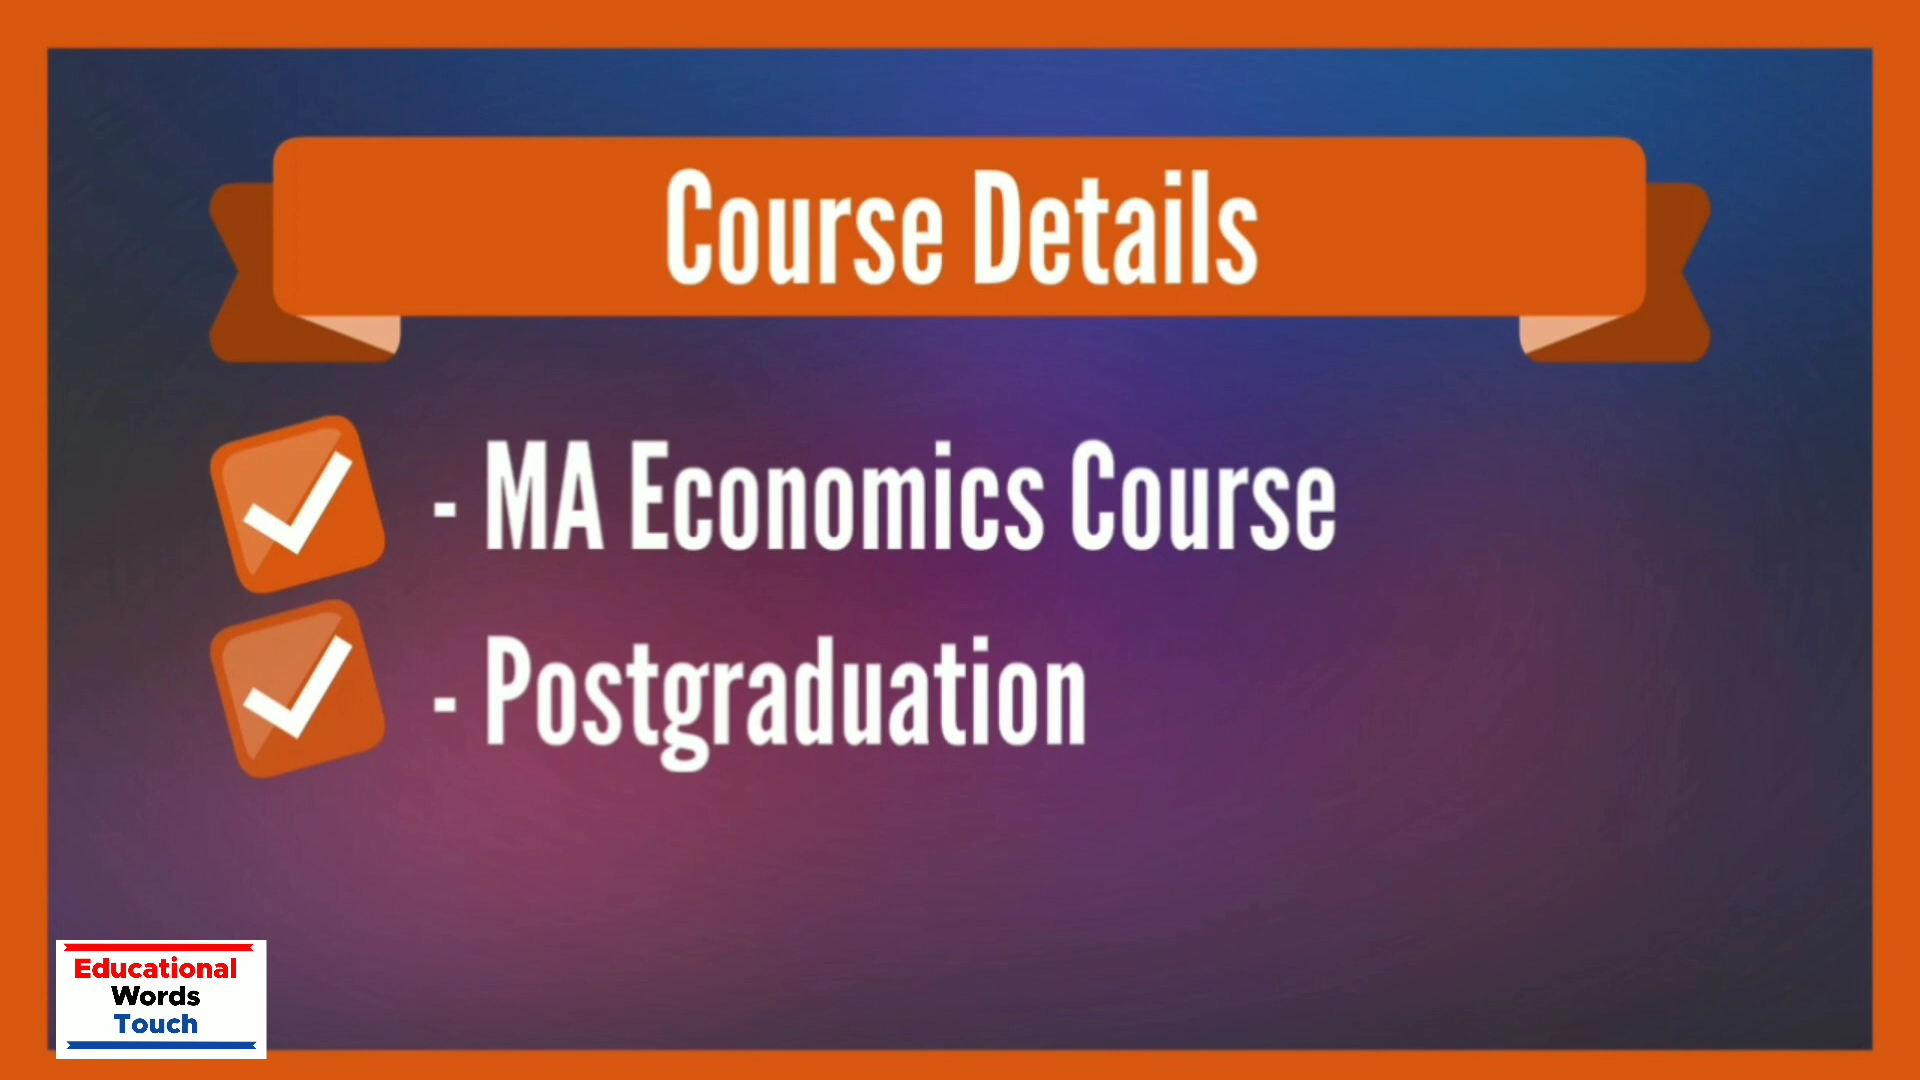 Course Details
- MA Economics Course
- Postgraduation
Educational
Words
Touch